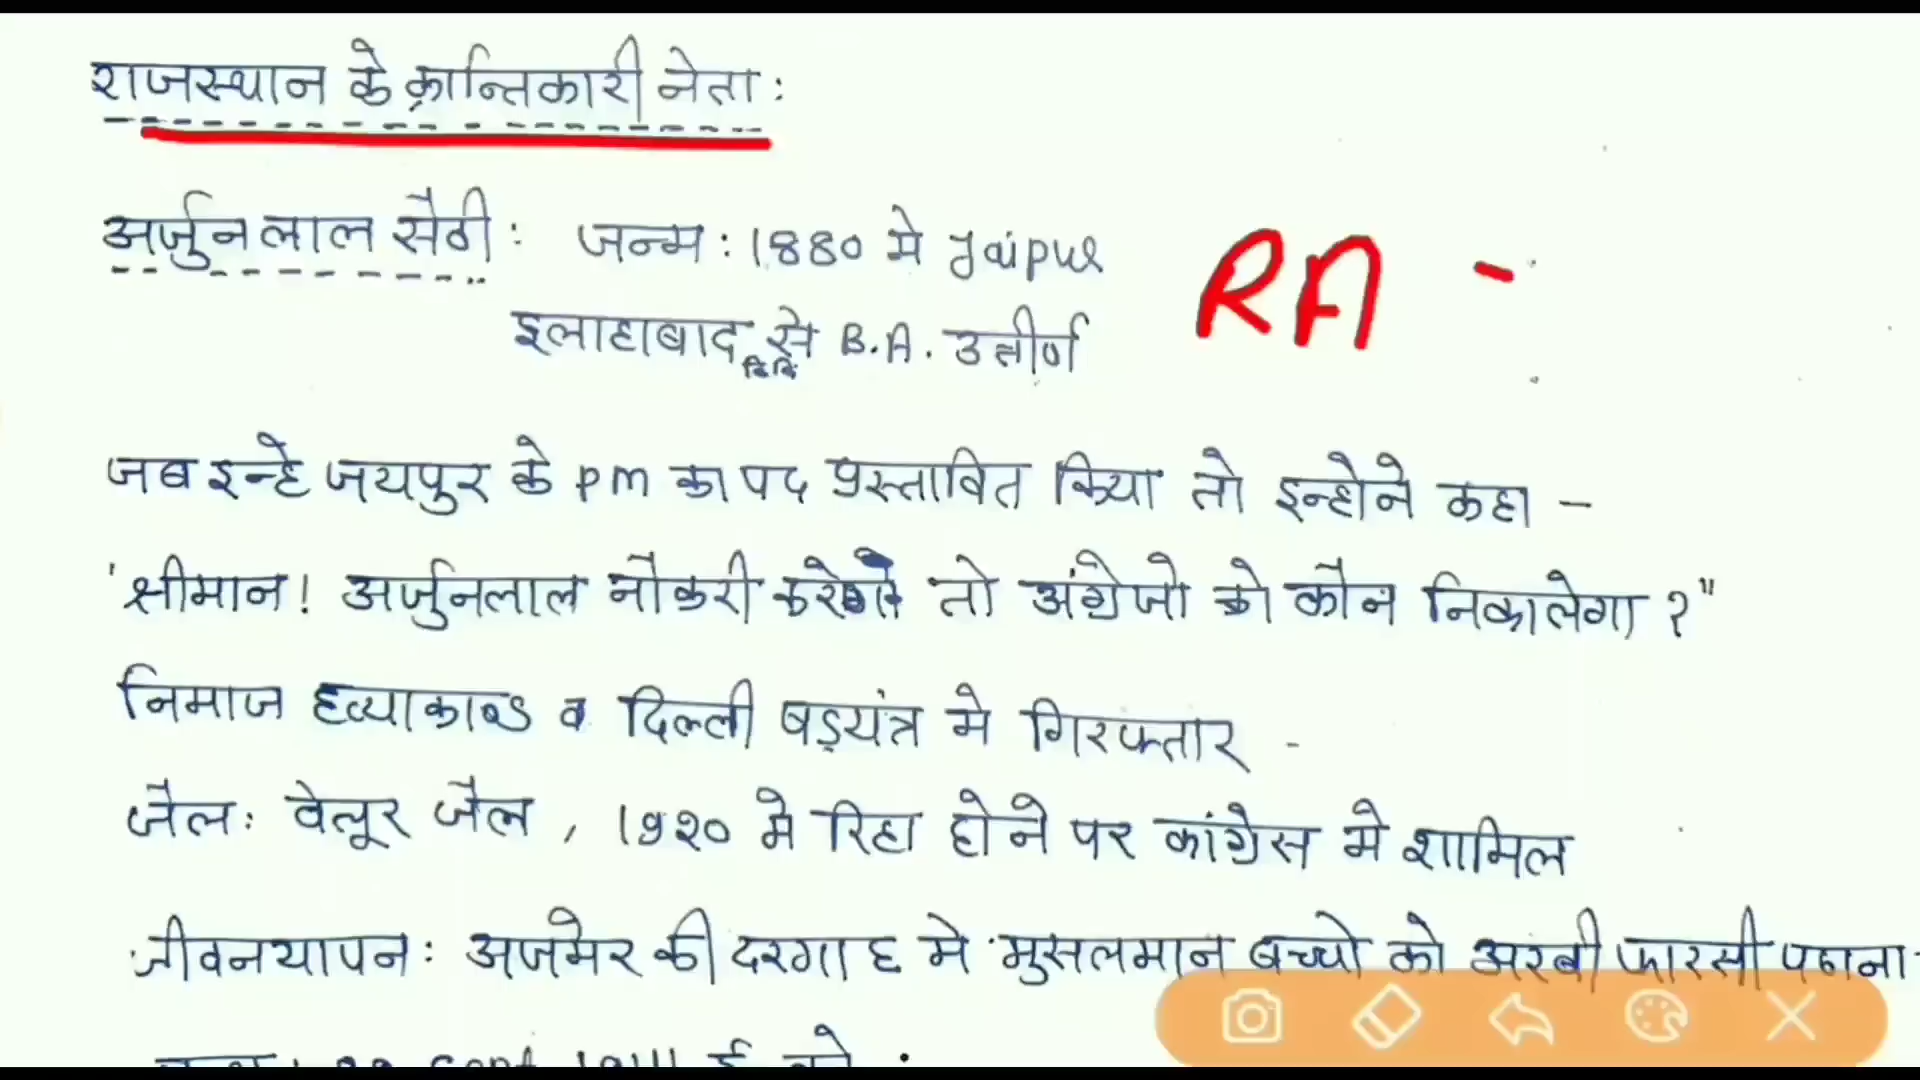 राजस्थान के क्रान्तिकारी नेता :
अर्जुनलाल सैठी : जन्म : 1880 मे Jaipur
RA -
इलाहाबाद वि.वि. से B.A. उत्तीर्ण
जब इन्हे जयपुर के PM का पद प्रस्तावित किया तो इन्होने कहा -
'श्रीमान! अर्जुनलाल नौकरी करेगा तो अंग्रेजो को कौन निकालेगा ?"
निमाज हत्याकाण्ड व दिल्ली षड़यंत्र मे गिरफ्तार -
जैल: वेलूर जैल , 1920 मे रिहा होने पर कांग्रेस मे शामिल
जीवनयापन : अजमेर की दरगाह मे मुसलमान बच्चो को अरबी फारसी पढाना